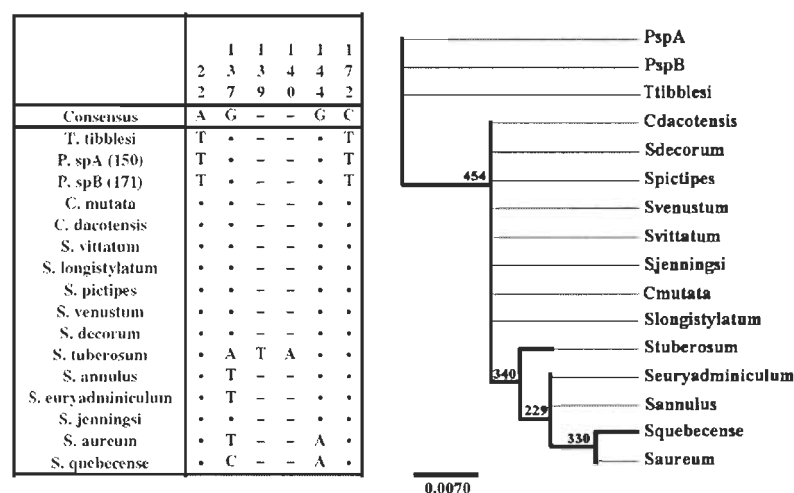 1 1 1 1 1
2 3 3 4 4 7
2 7 9 0 4 2
Consensus A G – – G C
T. tibblesi T • – – • T
P. spA (150) T • – – • T
P. spB (171) T • – – • T
C. mutata • • – – • •
C. dacotensis • • – – • •
S. vittatum • • – – • •
S. longistylatum • • – – • •
S. pictipes • • – – • •
S. venustum • • – – • •
S. decorum • • – – • •
S. tuberosum • A T A • •
S. annulus • T – – • •
S. euryadminiculum • T – – • •
S. jenningsi • • – – • •
S. aureum • T – – A •
S. quebecense • C – – A •
PspA
PspB
Ttibblesi
Cdacotensis
Sdecorum
454
Spictipes
Svenustum
Svittatum
Sjenningsi
Cmutata
Slongistylatum
Stuberosum
340
Seuryadminiculum
Sannulus
229
Squebecense
330
Saureum
0.0070